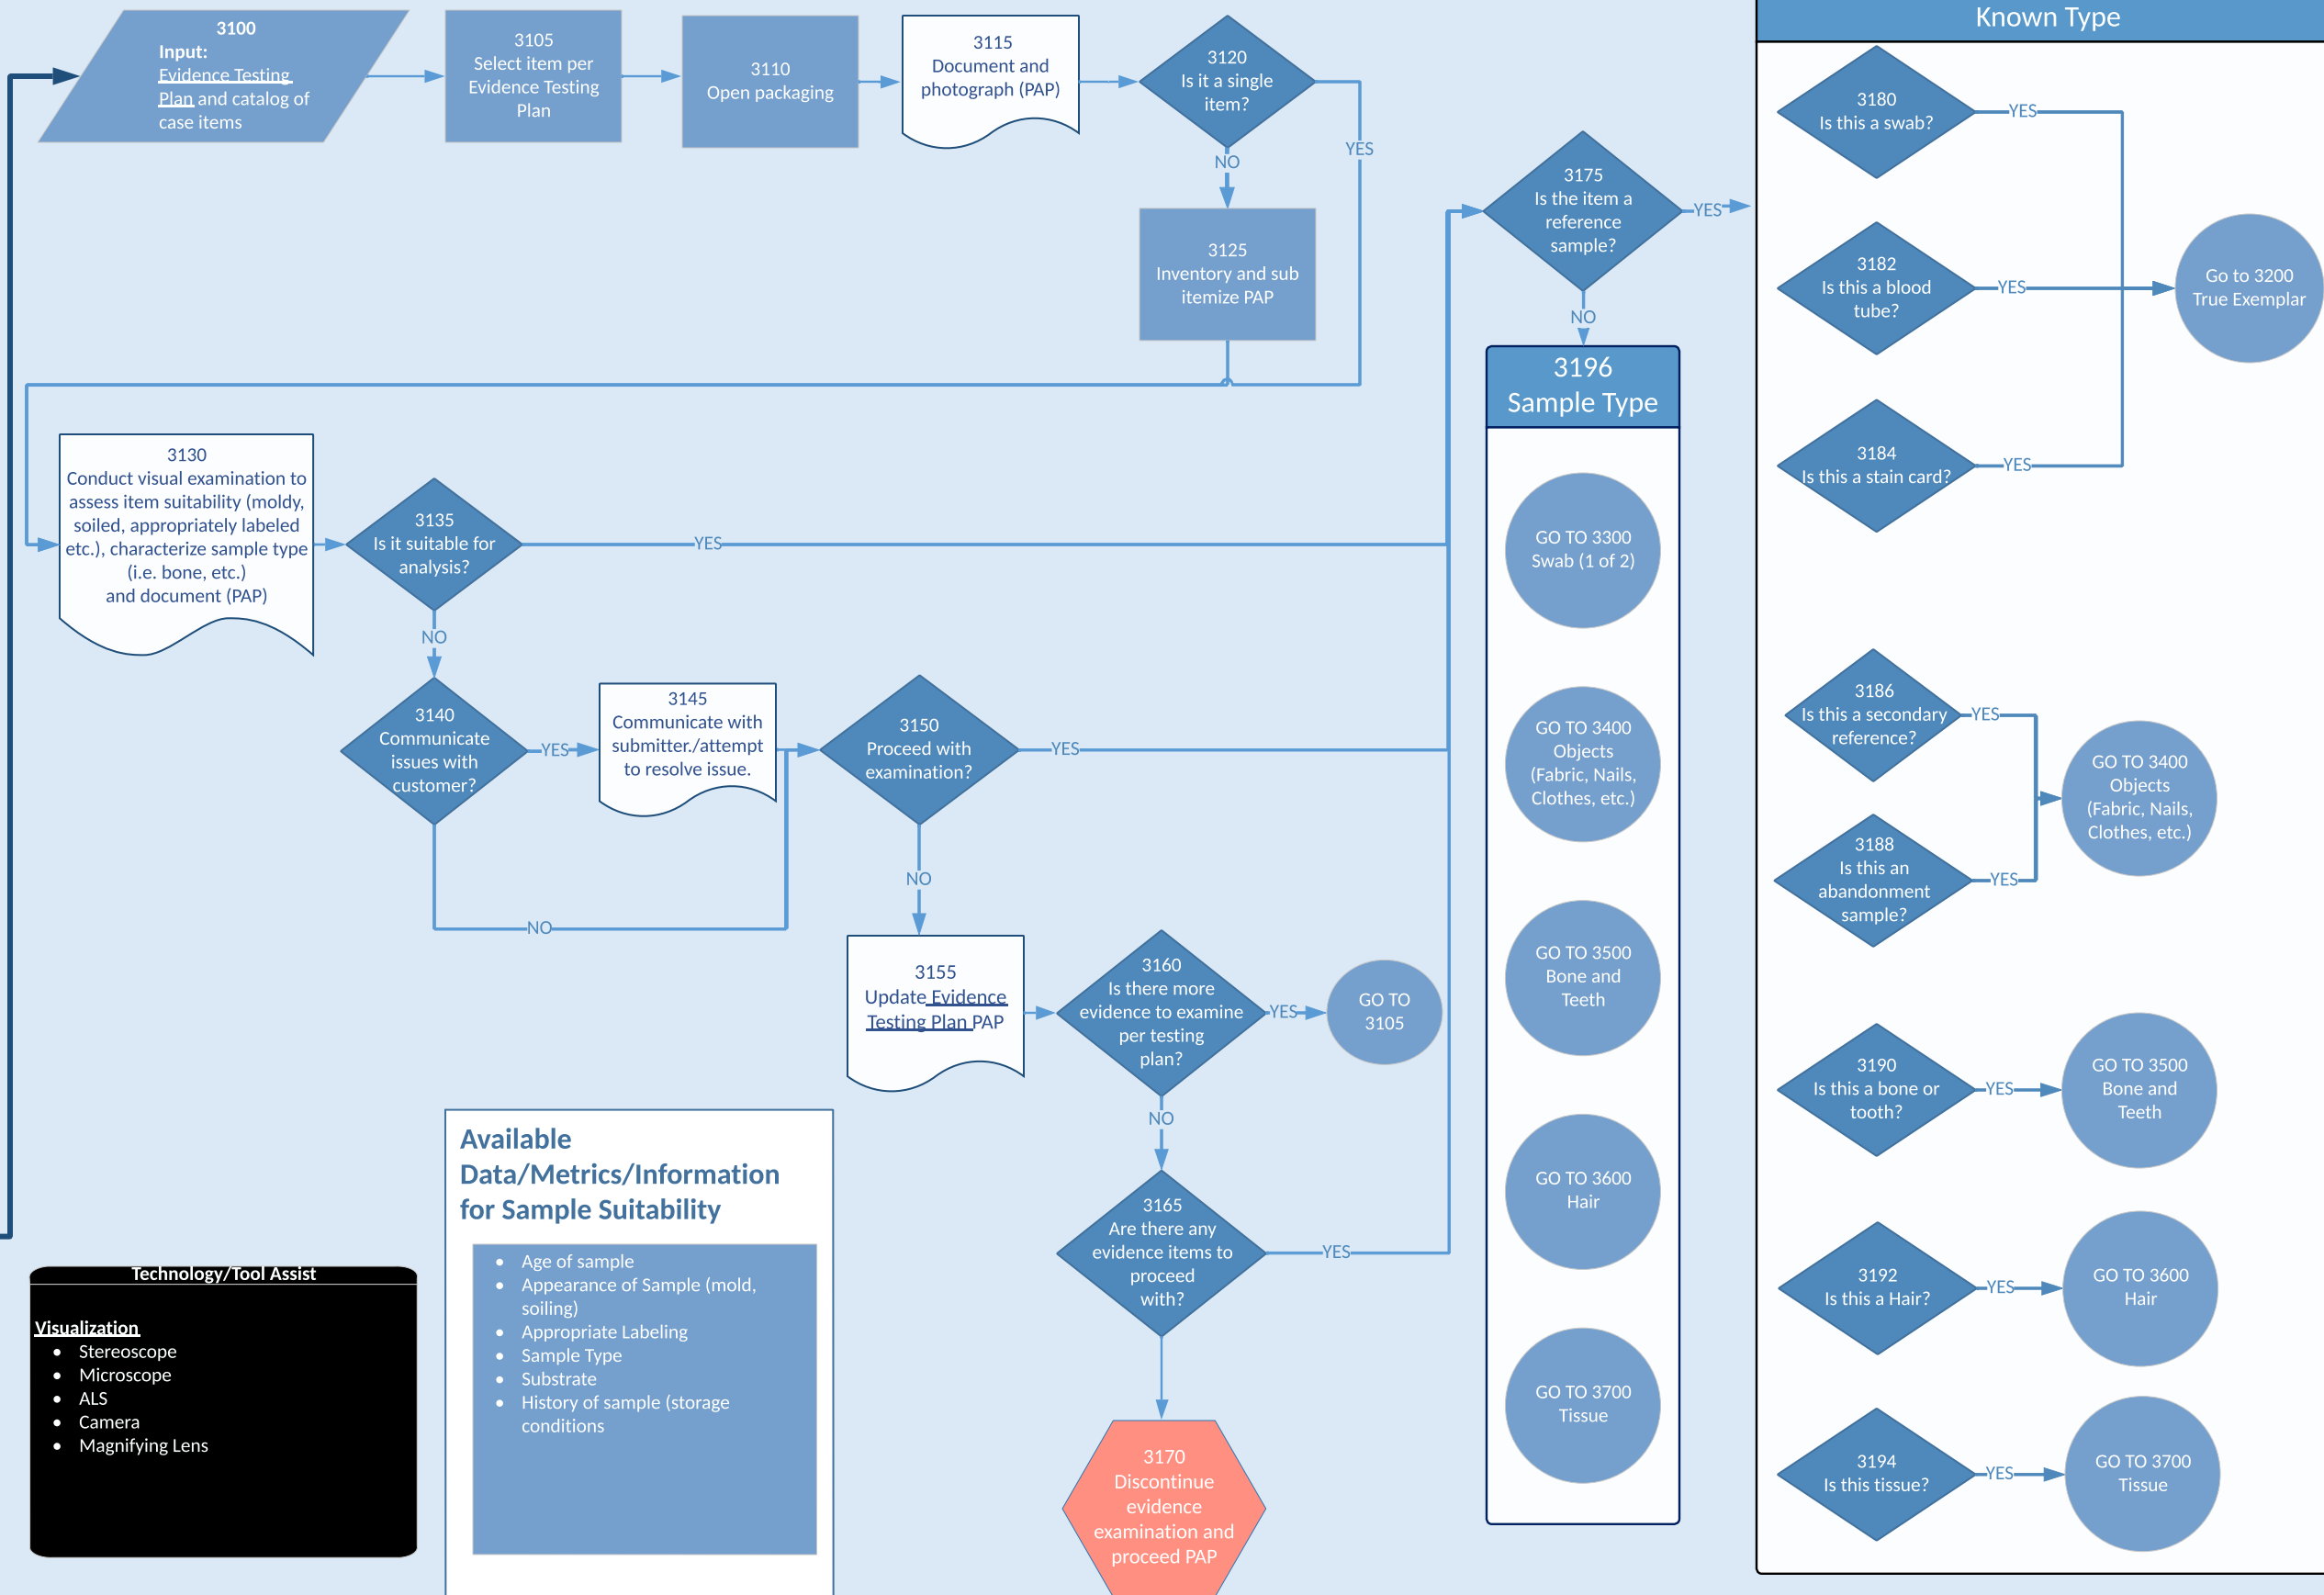 3100
Input:
Evidence Testing
Plan and catalog of
case items
3105
Select item per
Evidence Testing
Plan
3110
Open packaging
3115
Document and
photograph (PAP)
3120
Is it a single
item?
YES
NO
3125
Inventory and sub
itemize PAP
3130
Conduct visual examination to
assess item suitability (moldy,
soiled, appropriately labeled
etc.), characterize sample type
(i.e. bone, etc.)
and document (PAP)
3135
Is it suitable for
analysis?
YES
NO
3140
Communicate
issues with
customer?
YES
NO
3145
Communicate with
submitter./attempt
to resolve issue.
3150
Proceed with
examination?
YES
NO
3155
Update Evidence
Testing Plan PAP
3160
Is there more
evidence to examine
per testing
plan?
YES
GO TO
3105
NO
3165
Are there any
evidence items to
proceed
with?
YES
3170
Discontinue
evidence
examination and
proceed PAP
Technology/Tool Assist
Visualization
• Stereoscope
• Microscope
• ALS
• Camera
• Magnifying Lens
Available
Data/Metrics/Information
for Sample Suitability
• Age of sample
• Appearance of Sample (mold,
soiling)
• Appropriate Labeling
• Sample Type
• Substrate
• History of sample (storage
conditions
3175
Is the item a
reference
sample?
YES
NO
3196
Sample Type
GO TO 3300
Swab (1 of 2)
GO TO 3400
Objects
(Fabric, Nails,
Clothes, etc.)
GO TO 3500
Bone and
Teeth
GO TO 3600
Hair
GO TO 3700
Tissue
Known Type
3180
Is this a swab?
YES
3182
Is this a blood
tube?
YES
Go to 3200
True Exemplar
3184
Is this a stain card?
YES
3186
Is this a secondary
reference?
YES
GO TO 3400
Objects
(Fabric, Nails,
Clothes, etc.)
3188
Is this an
abandonment
sample?
YES
3190
Is this a bone or
tooth?
YES
GO TO 3500
Bone and
Teeth
3192
Is this a Hair?
YES
GO TO 3600
Hair
3194
Is this tissue?
YES
GO TO 3700
Tissue